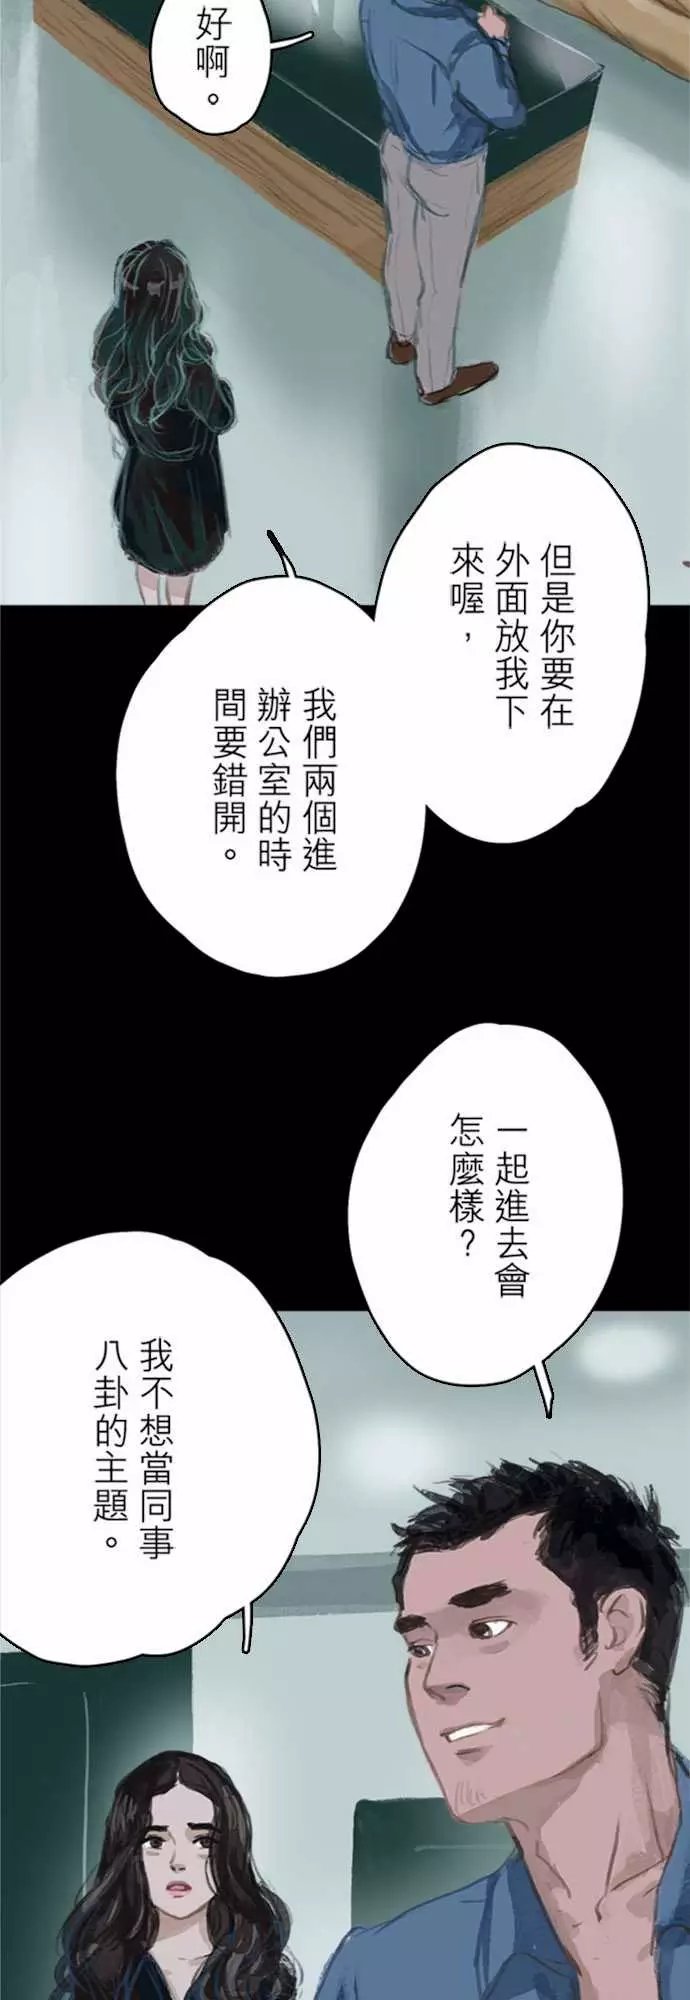 好啊。
但是你要在
外面放我下
來喔，
我們兩個進
辦公室的時
間要錯開。
一起進去會
怎麼樣？
我不想當同事
八卦的主題。